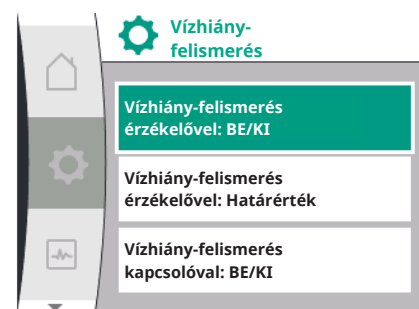 Vízhiány-
felismerés
Vízhiány-felismerés
érzékelővel: BE/KI
Vízhiány-felismerés
érzékelővel: Határérték
Vízhiány-felismerés
kapcsolóval: BE/KI